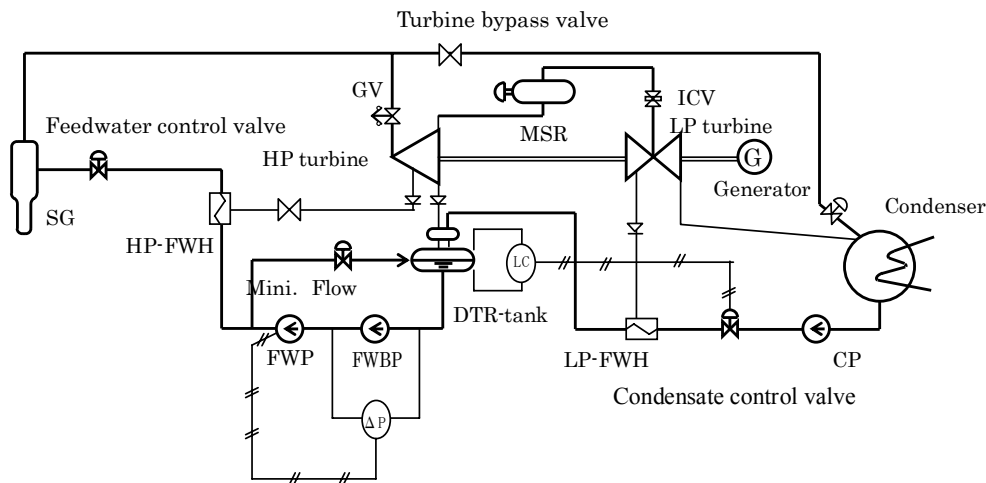 Turbine bypass valve
GV
ICV
MSR
LP turbine
Feedwater control valve
HP turbine
G
Generator
SG
Condenser
HP-FWH
LC
Mini. Flow
DTR-tank
FWP
FWBP
LP-FWH
CP
Condensate control valve
ΔP